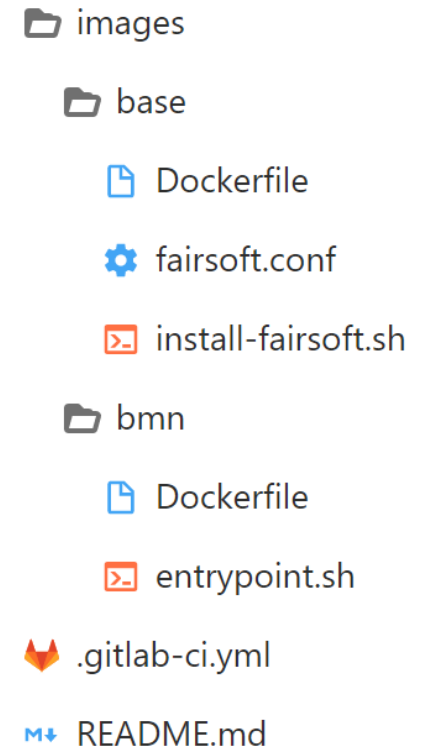 images
base
Dockerfile
fairsoft.conf
install-fairsoft.sh
bmn
Dockerfile
entrypoint.sh
.gitlab-ci.yml
M README.md